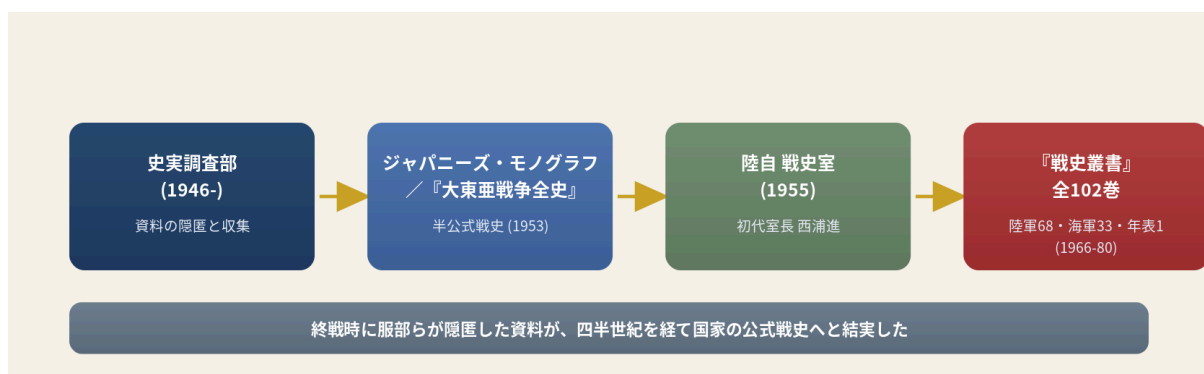 史実調査部
(1946-)
資料の隠匿と収集
ジャパニーズ・モノグラフ
／『大東亜戦争全史』
半公式戦史 (1953)
陸自 戦史室
(1955)
初代室長 西浦進
『戦史叢書』
全102巻
陸軍68・海軍33・年表1
(1966-80)
終戦時に服部らが隠匿した資料が、四半世紀を経て国家の公式戦史へと結実した